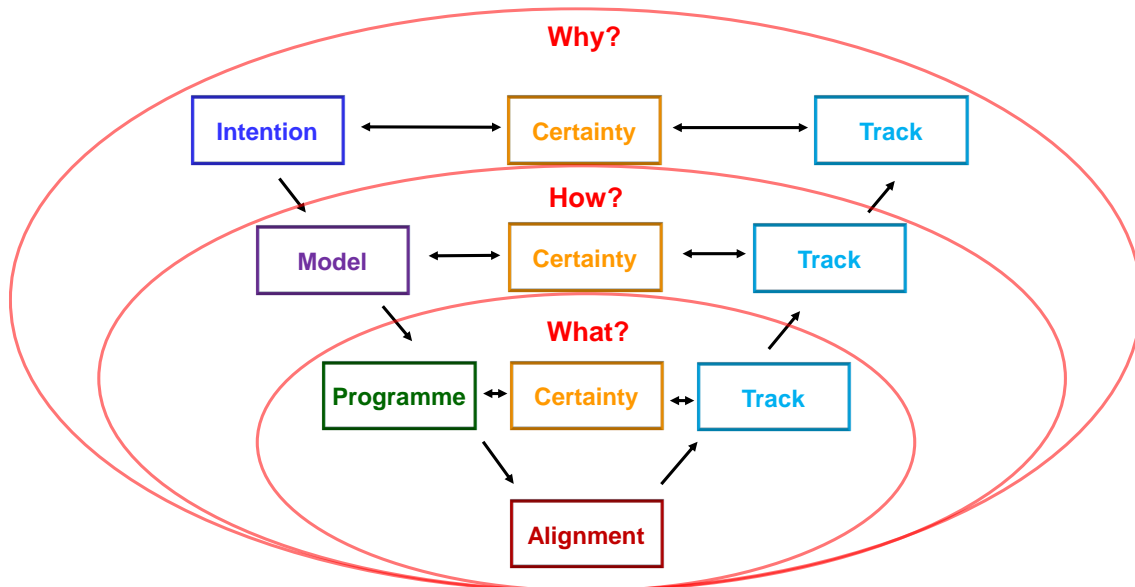 Why?
Intention Certainty Track
How?
Model Certainty Track
What?
Programme Certainty Track
Alignment